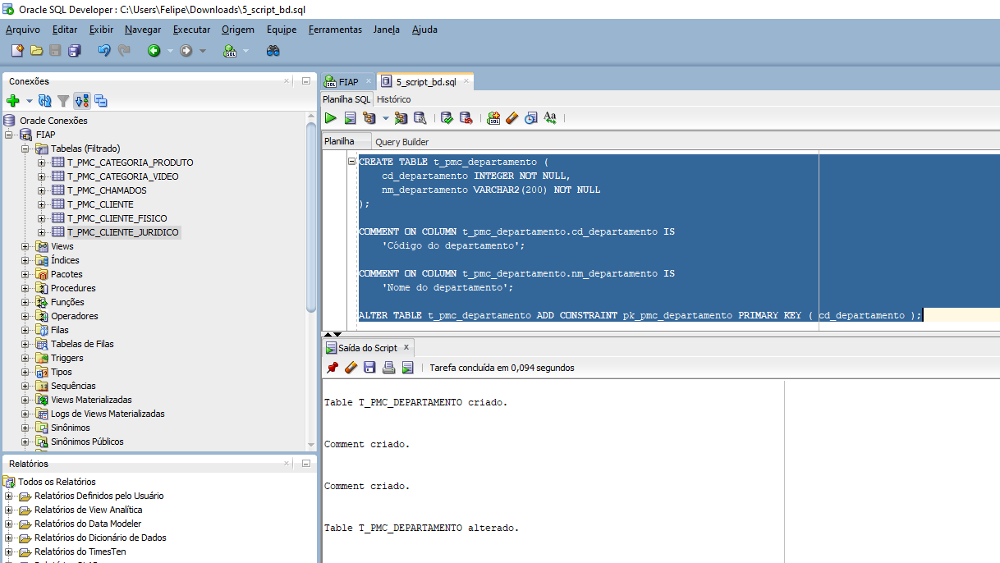 Oracle SQL Developer : C:\Users\Felipe\Downloads\5_script_bd.sql
Arquivo Editar Exibir Navegar Executar Origem Equipe Ferramentas Janela Ajuda
Conexões
Oracle Conexões
FIAP
Tabelas (Filtrado)
T_PMC_CATEGORIA_PRODUTO
T_PMC_CATEGORIA_VIDEO
T_PMC_CHAMADOS
T_PMC_CLIENTE
T_PMC_CLIENTE_FISICO
T_PMC_CLIENTE_JURIDICO
Views
Índices
Pacotes
Procedures
Funções
Operadores
Filas
Tabelas de Filas
Triggers
Tipos
Sequências
Views Materializadas
Logs de Views Materializadas
Sinônimos
Sinônimos Públicos
Relatórios
Todos os Relatórios
Relatórios Definidos pelo Usuário
Relatórios de View Analítica
Relatórios do Data Modeler
Relatórios do Dicionário de Dados
Relatórios do TimesTen
FIAP 5_script_bd.sql
Planilha SQL Histórico
Planilha Query Builder
CREATE TABLE t_pmc_departamento (
cd_departamento INTEGER NOT NULL,
nm_departamento VARCHAR2(200) NOT NULL
);
COMMENT ON COLUMN t_pmc_departamento.cd_departamento IS
'Código do departamento';
COMMENT ON COLUMN t_pmc_departamento.nm_departamento IS
'Nome do departamento';
ALTER TABLE t_pmc_departamento ADD CONSTRAINT pk_pmc_departamento PRIMARY KEY ( cd_departamento );
Saída do Script x
Tarefa concluída em 0,094 segundos
Table T_PMC_DEPARTAMENTO criado.
Comment criado.
Comment criado.
Table T_PMC_DEPARTAMENTO alterado.